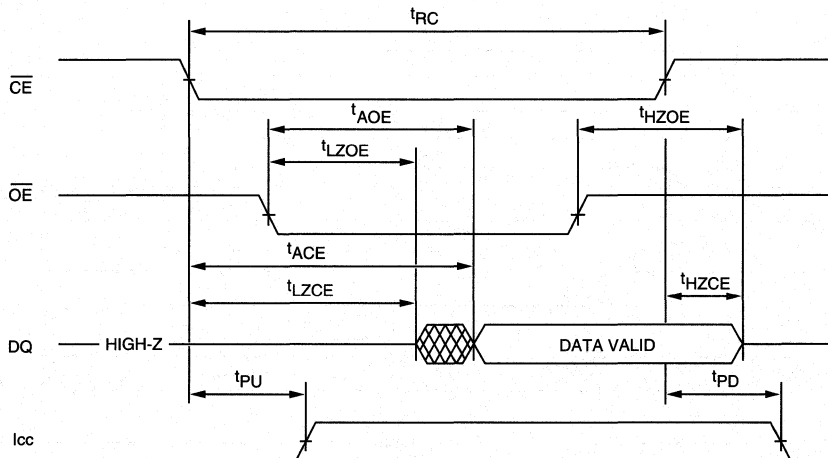 tRC
CE
tAOE
tHZOE
tLZOE
OE
tACE
tLZCE
tHZCE
DQ
HIGH-Z
DATA VALID
tPU
tPD
Icc